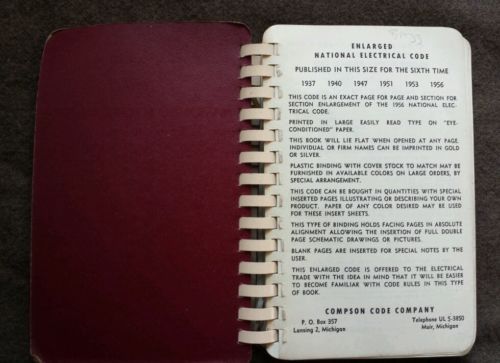 ENLARGED
NATIONAL ELECTRICAL CODE
PUBLISHED IN THIS SIZE FOR THE SIXTH TIME
1937 1940 1947 1951 1953 1956
THIS CODE IS AN EXACT PAGE FOR PAGE AND SECTION FOR
SECTION ENLARGEMENT OF THE 1956 NATIONAL ELEC-
TRICAL CODE.
PRINTED IN LARGE EASILY READ TYPE ON "EYE-
CONDITIONED" PAPER.
THIS BOOK WILL LIE FLAT WHEN OPENED AT ANY PAGE.
INDIVIDUAL OR FIRM NAMES CAN BE IMPRINTED IN GOLD
OR SILVER.
PLASTIC BINDING WITH COVER STOCK TO MATCH MAY BE
FURNISHED IN AVAILABLE COLORS ON LARGE ORDERS, BY
SPECIAL ARRANGEMENT.
THIS CODE CAN BE BOUGHT IN QUANTITIES WITH SPECIAL
INSERTED PAGES ILLUSTRATING OR DESCRIBING YOUR OWN
PRODUCT. PAPER OF ANY COLOR DESIRED MAY BE USED
FOR THESE INSERT SHEETS.
THIS TYPE OF BINDING HOLDS FACING PAGES IN ABSOLUTE
ALIGNMENT ALLOWING THE INSERTION OF FULL DOUBLE
PAGE SCHEMATIC DRAWINGS OR PICTURES.
BLANK PAGES ARE INSERTED FOR SPECIAL NOTES BY THE
USER.
THIS ENLARGED CODE IS OFFERED TO THE ELECTRICAL
TRADE WITH THE IDEA IN MIND THAT IT WILL BE EASIER
TO BECOME FAMILIAR WITH CODE RULES IN THIS TYPE
OF BOOK.
COMPSON CODE COMPANY
P. O. Box 357 Telephone UL 5-3850
Lansing 2, Michigan Muir, Michigan